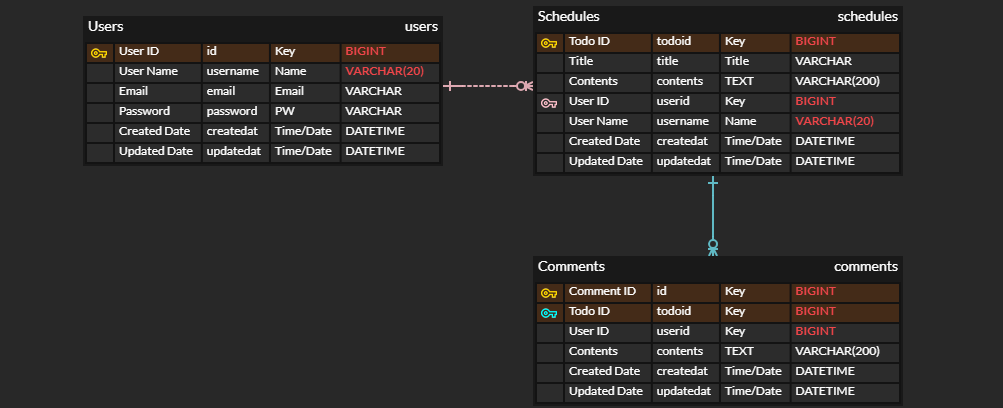 Users users
User ID id Key BIGINT
User Name username Name VARCHAR(20)
Email email Email VARCHAR
Password password PW VARCHAR
Created Date createdat Time/Date DATETIME
Updated Date updatedat Time/Date DATETIME
Schedules schedules
Todo ID todoid Key BIGINT
Title title Title VARCHAR
Contents contents TEXT VARCHAR(200)
User ID userid Key BIGINT
User Name username Name VARCHAR(20)
Created Date createdat Time/Date DATETIME
Updated Date updatedat Time/Date DATETIME
Comments comments
Comment ID id Key BIGINT
Todo ID todoid Key BIGINT
User ID userid Key BIGINT
Contents contents TEXT VARCHAR(200)
Created Date createdat Time/Date DATETIME
Updated Date updatedat Time/Date DATETIME